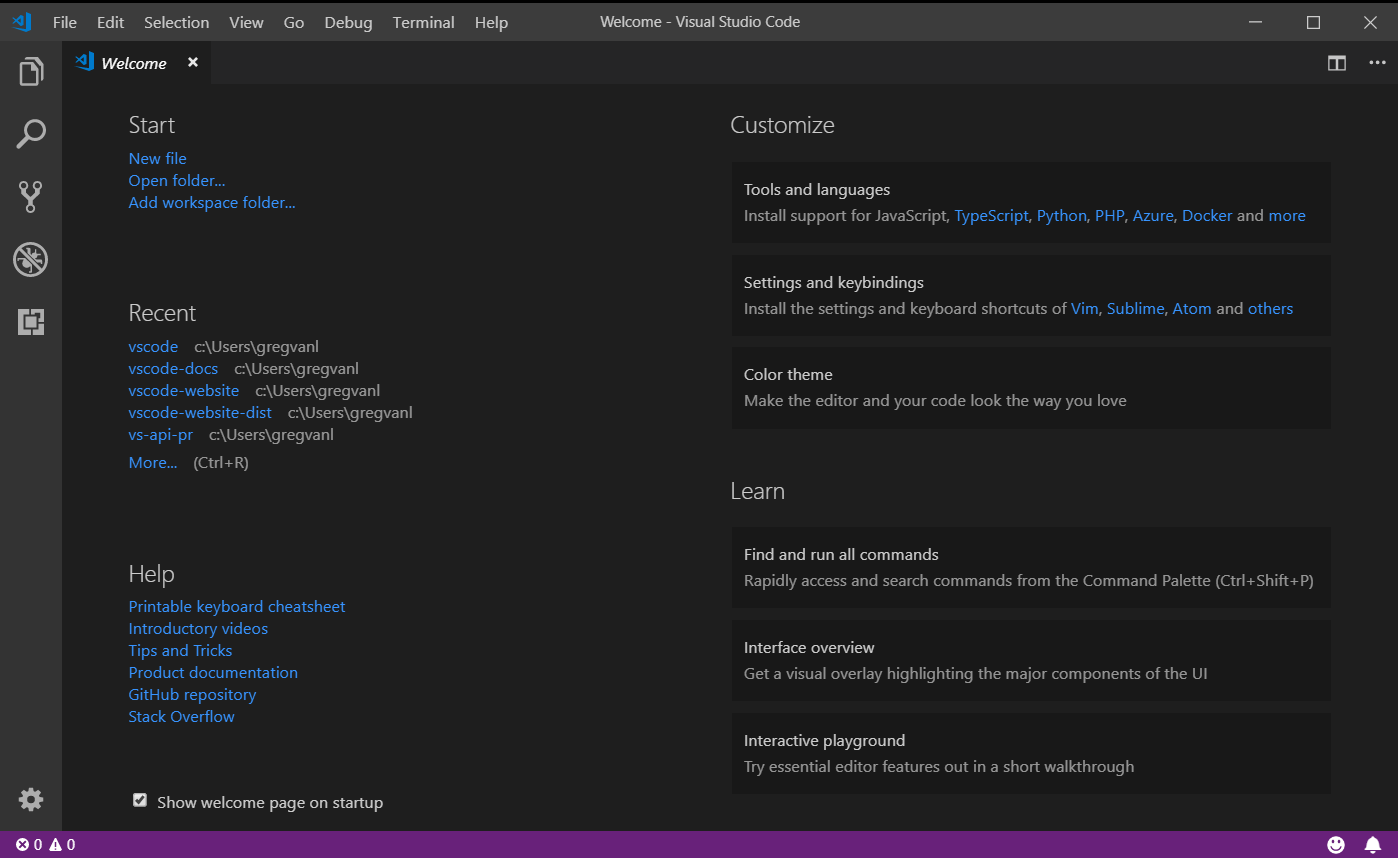 File Edit Selection View Go Debug Terminal Help Welcome - Visual Studio Code
Welcome
Start
New file
Open folder...
Add workspace folder...
Recent
vscode c:\Users\gregvanl
vscode-docs c:\Users\gregvanl
vscode-website c:\Users\gregvanl
vscode-website-dist c:\Users\gregvanl
vs-api-pr c:\Users\gregvanl
More... (Ctrl+R)
Help
Printable keyboard cheatsheet
Introductory videos
Tips and Tricks
Product documentation
GitHub repository
Stack Overflow
Show welcome page on startup
Customize
Tools and languages
Install support for JavaScript, TypeScript, Python, PHP, Azure, Docker and more
Settings and keybindings
Install the settings and keyboard shortcuts of Vim, Sublime, Atom and others
Color theme
Make the editor and your code look the way you love
Learn
Find and run all commands
Rapidly access and search commands from the Command Palette (Ctrl+Shift+P)
Interface overview
Get a visual overlay highlighting the major components of the UI
Interactive playground
Try essential editor features out in a short walkthrough
0 0